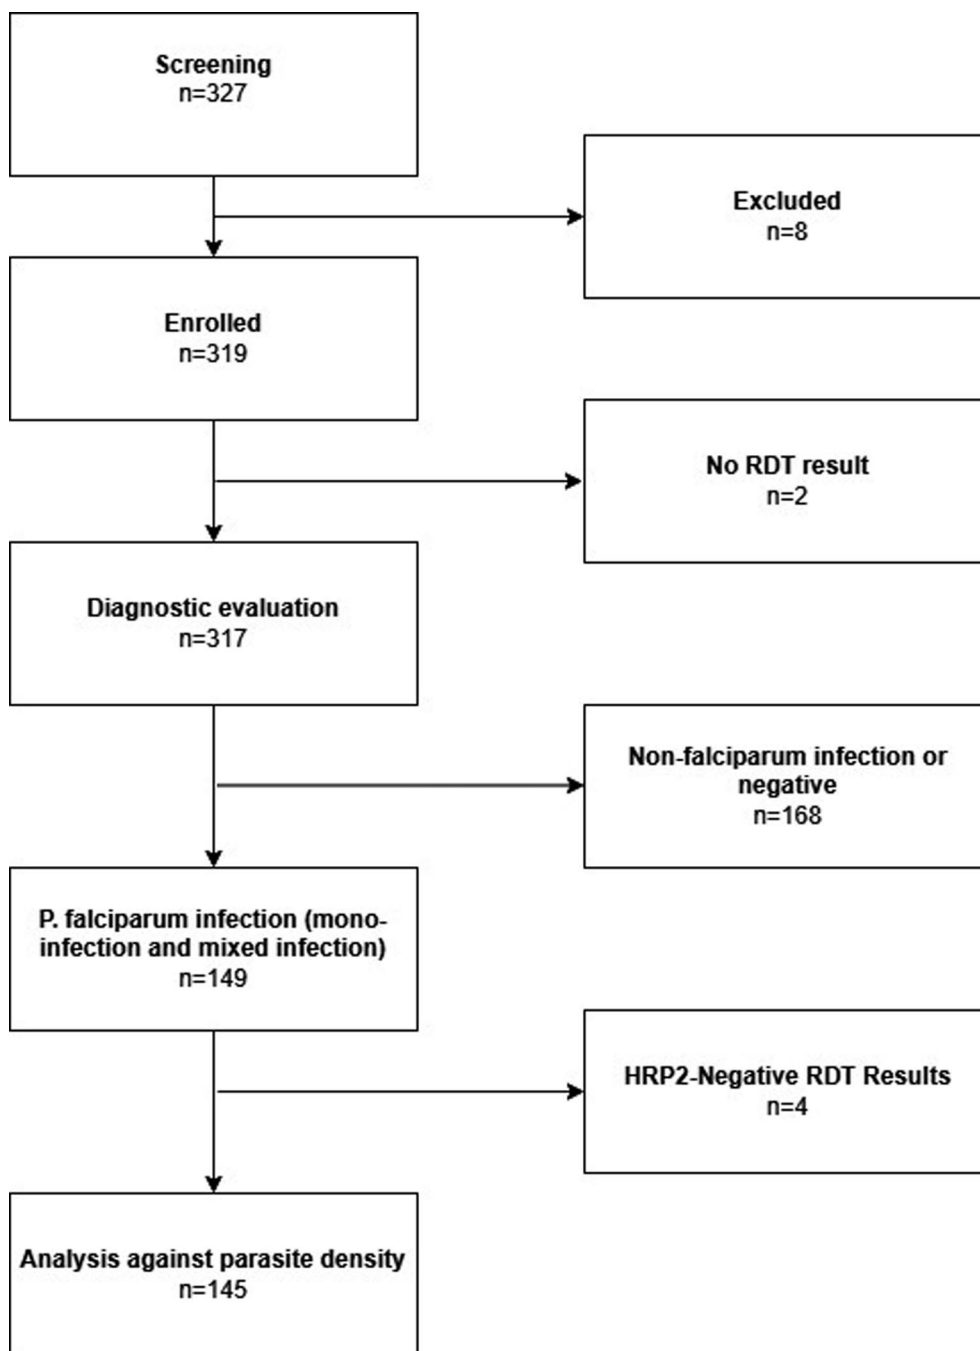 Screening
n=327
Excluded
n=8
Enrolled
n=319
No RDT result
n=2
Diagnostic evaluation
n=317
Non-falciparum infection or
negative
n=168
P. falciparum infection (mono-
infection and mixed infection)
n=149
HRP2-Negative RDT Results
n=4
Analysis against parasite density
n=145